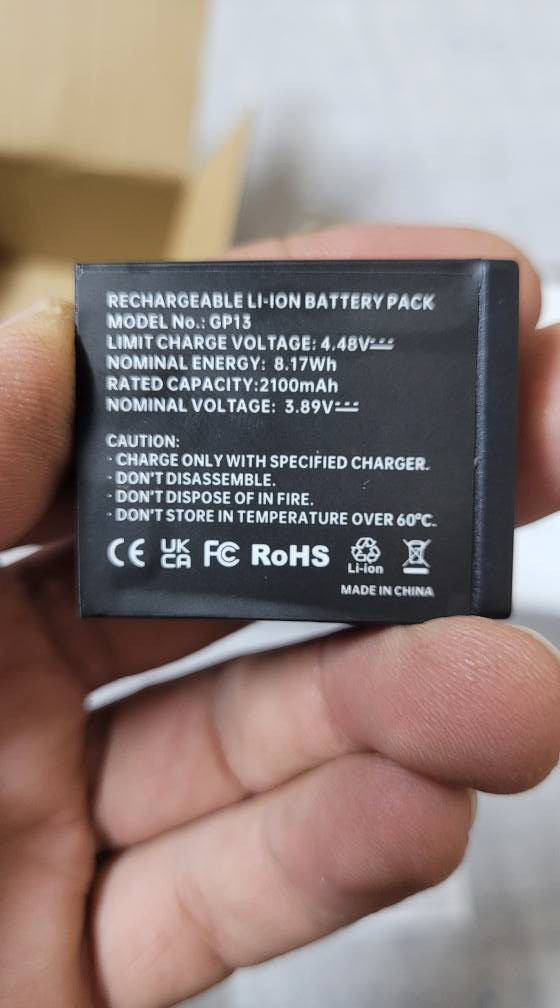 RECHARGEABLE LI-ION BATTERY PACK
MODEL No.: GP13
LIMIT CHARGE VOLTAGE: 4.48V⎓
NOMINAL ENERGY: 8.17Wh
RATED CAPACITY:2100mAh
NOMINAL VOLTAGE: 3.89V⎓
CAUTION:
· CHARGE ONLY WITH SPECIFIED CHARGER.
· DON'T DISASSEMBLE.
· DON'T DISPOSE OF IN FIRE.
· DON'T STORE IN TEMPERATURE OVER 60°C.
CE UK CA FC RoHS
Li-ion
MADE IN CHINA